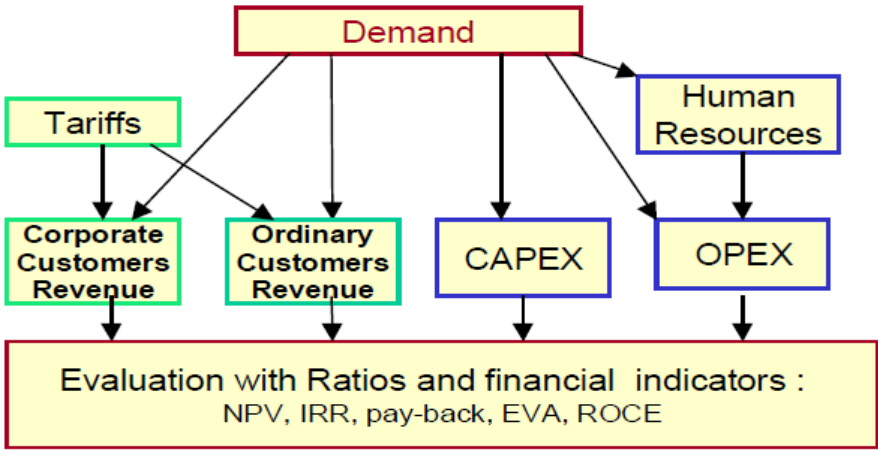 Demand
Tariffs
Human
Resources
Corporate
Customers
Revenue
Ordinary
Customers
Revenue
CAPEX
OPEX
Evaluation with Ratios and financial indicators :
NPV, IRR, pay-back, EVA, ROCE